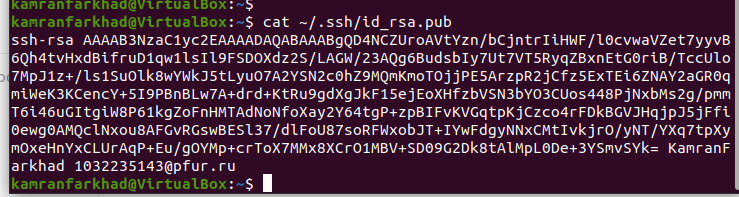 kamranfarkhad@VirtualBox:~$
kamranfarkhad@VirtualBox:~$ cat ~/.ssh/id_rsa.pub
ssh-rsa AAAAB3NzaC1yc2EAAAADAQABAAABgQD4NCZUroAVtYzn/bCjntrIiHWF/l0cvwaVZet7yyvB
6Qh4tvHxdBifruD1qw1lsIl9FSDOXdz2S/LAGW/23AQg6BudsbIy7Ut7VT5RyqZBxnEtG0riB/TccUlo
7MpJ1z+/ls1SuOlk8wYWkJ5tLyuO7A2YSN2c0hZ9MQmKmoTOjjPE5ArzpR2jCfz5ExTEi6ZNAY2aGR0q
miWeK3KCencY+5I9PBnBLw7A+drd+KtRu9gdXgJkF15ejEoXHfzbVSN3bYO3CUos448PjNxbMs2g/pmm
T6i46uGItgiW8P61kgZoFnHMTAdNoNfoXay2Y64tgP+zpBIFvKVGqtpKjCzco4rFDkBGVJHqjpJ5jFfi
0ewg0AMQclNxou8AFGvRGswBESl37/dlFoU87soRFWxobJT+IYwFdgyNNxCMtIvkjrO/yNT/YXq7tpXy
mOxeHnYxCLUrAqP+Eu/gOYMp+crToX7MMx8XCrO1MBV+SD09G2Dk8tAlMpL0De+3YSmvSYk= KamranF
arkhad 1032235143@pfur.ru
kamranfarkhad@VirtualBox:~$